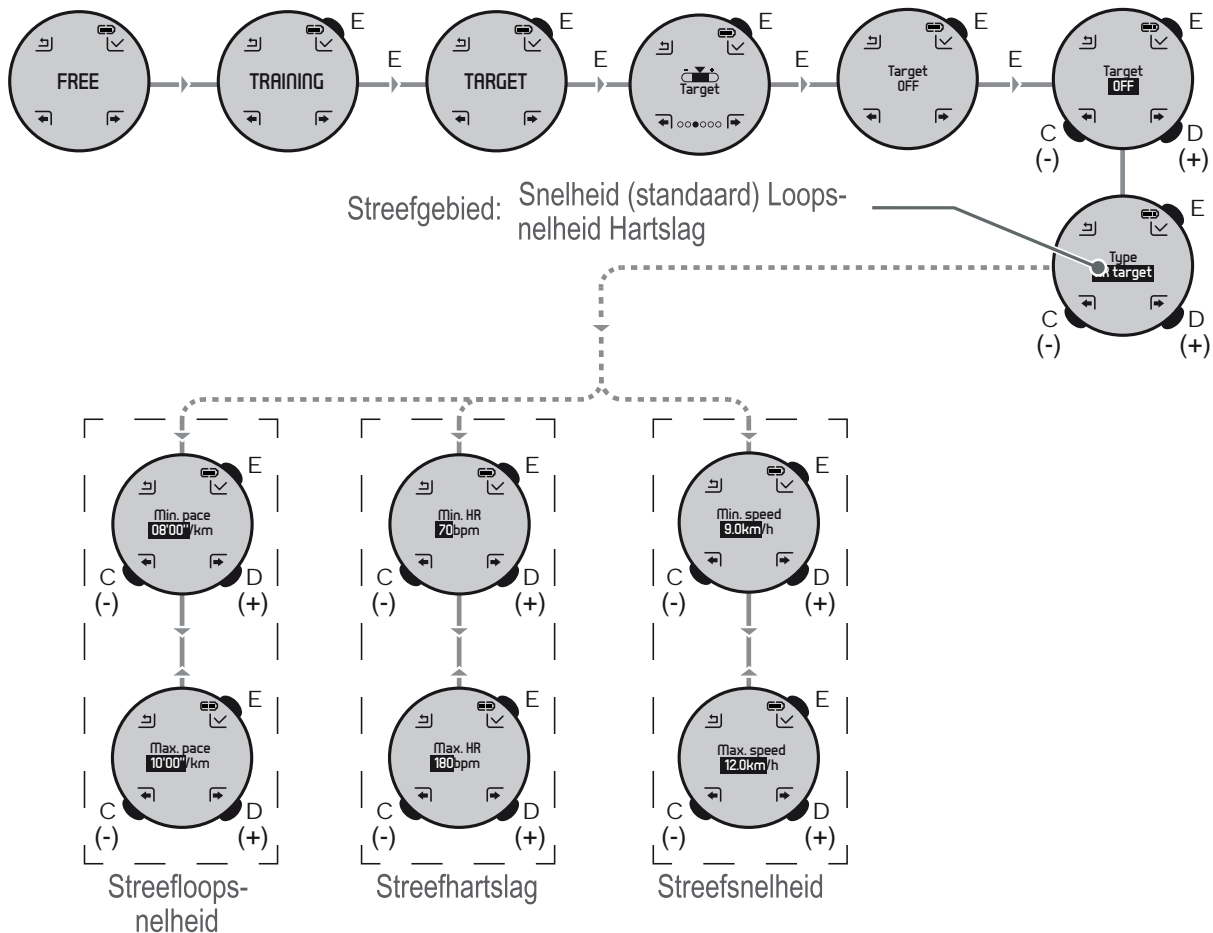 E E E E E
FREE TRAINING E TARGET E Target E Target OFF E Target OFF
C (-) D (+)
Streefgebied: Snelheid (standaard) Loops-
nelheid Hartslag
E
Type
target
C (-) D (+)
E E E
Min. pace Min. HR Min. speed
08'00"/km 70bpm 9.0km/h
C D C D C D
(-) (+) (-) (+) (-) (+)
E E E
Max. pace Max. HR Max. speed
10'00"/km 180bpm 12.0km/h
C D C D C D
(-) (+) (-) (+) (-) (+)
Streefloops- Streefhartslag Streefsnelheid
nelheid